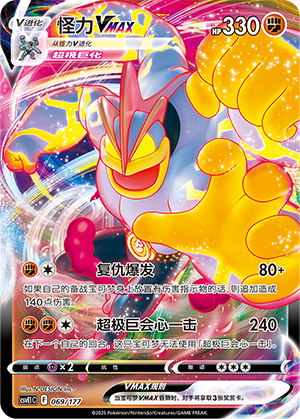 V进化
怪力VMAX
HP 330
从怪力V进化
超极巨化
复仇爆发 80+
如果自己的备战宝可梦身上放置有伤害指示物的话,则追加造成
140点伤害。
超极巨会心一击 240
在下一个自己的回合,这只宝可梦无法使用「超极巨会心一击」。
弱点 ×2 抗性 撤退
VMAX规则
当宝可梦VMAX昏厥时,对手将拿取3张奖赏卡。
Illus. N-DESIGN Inc.
F 069/177
©2025 Pokémon/Nintendo/Creatures/GAME FREAK.